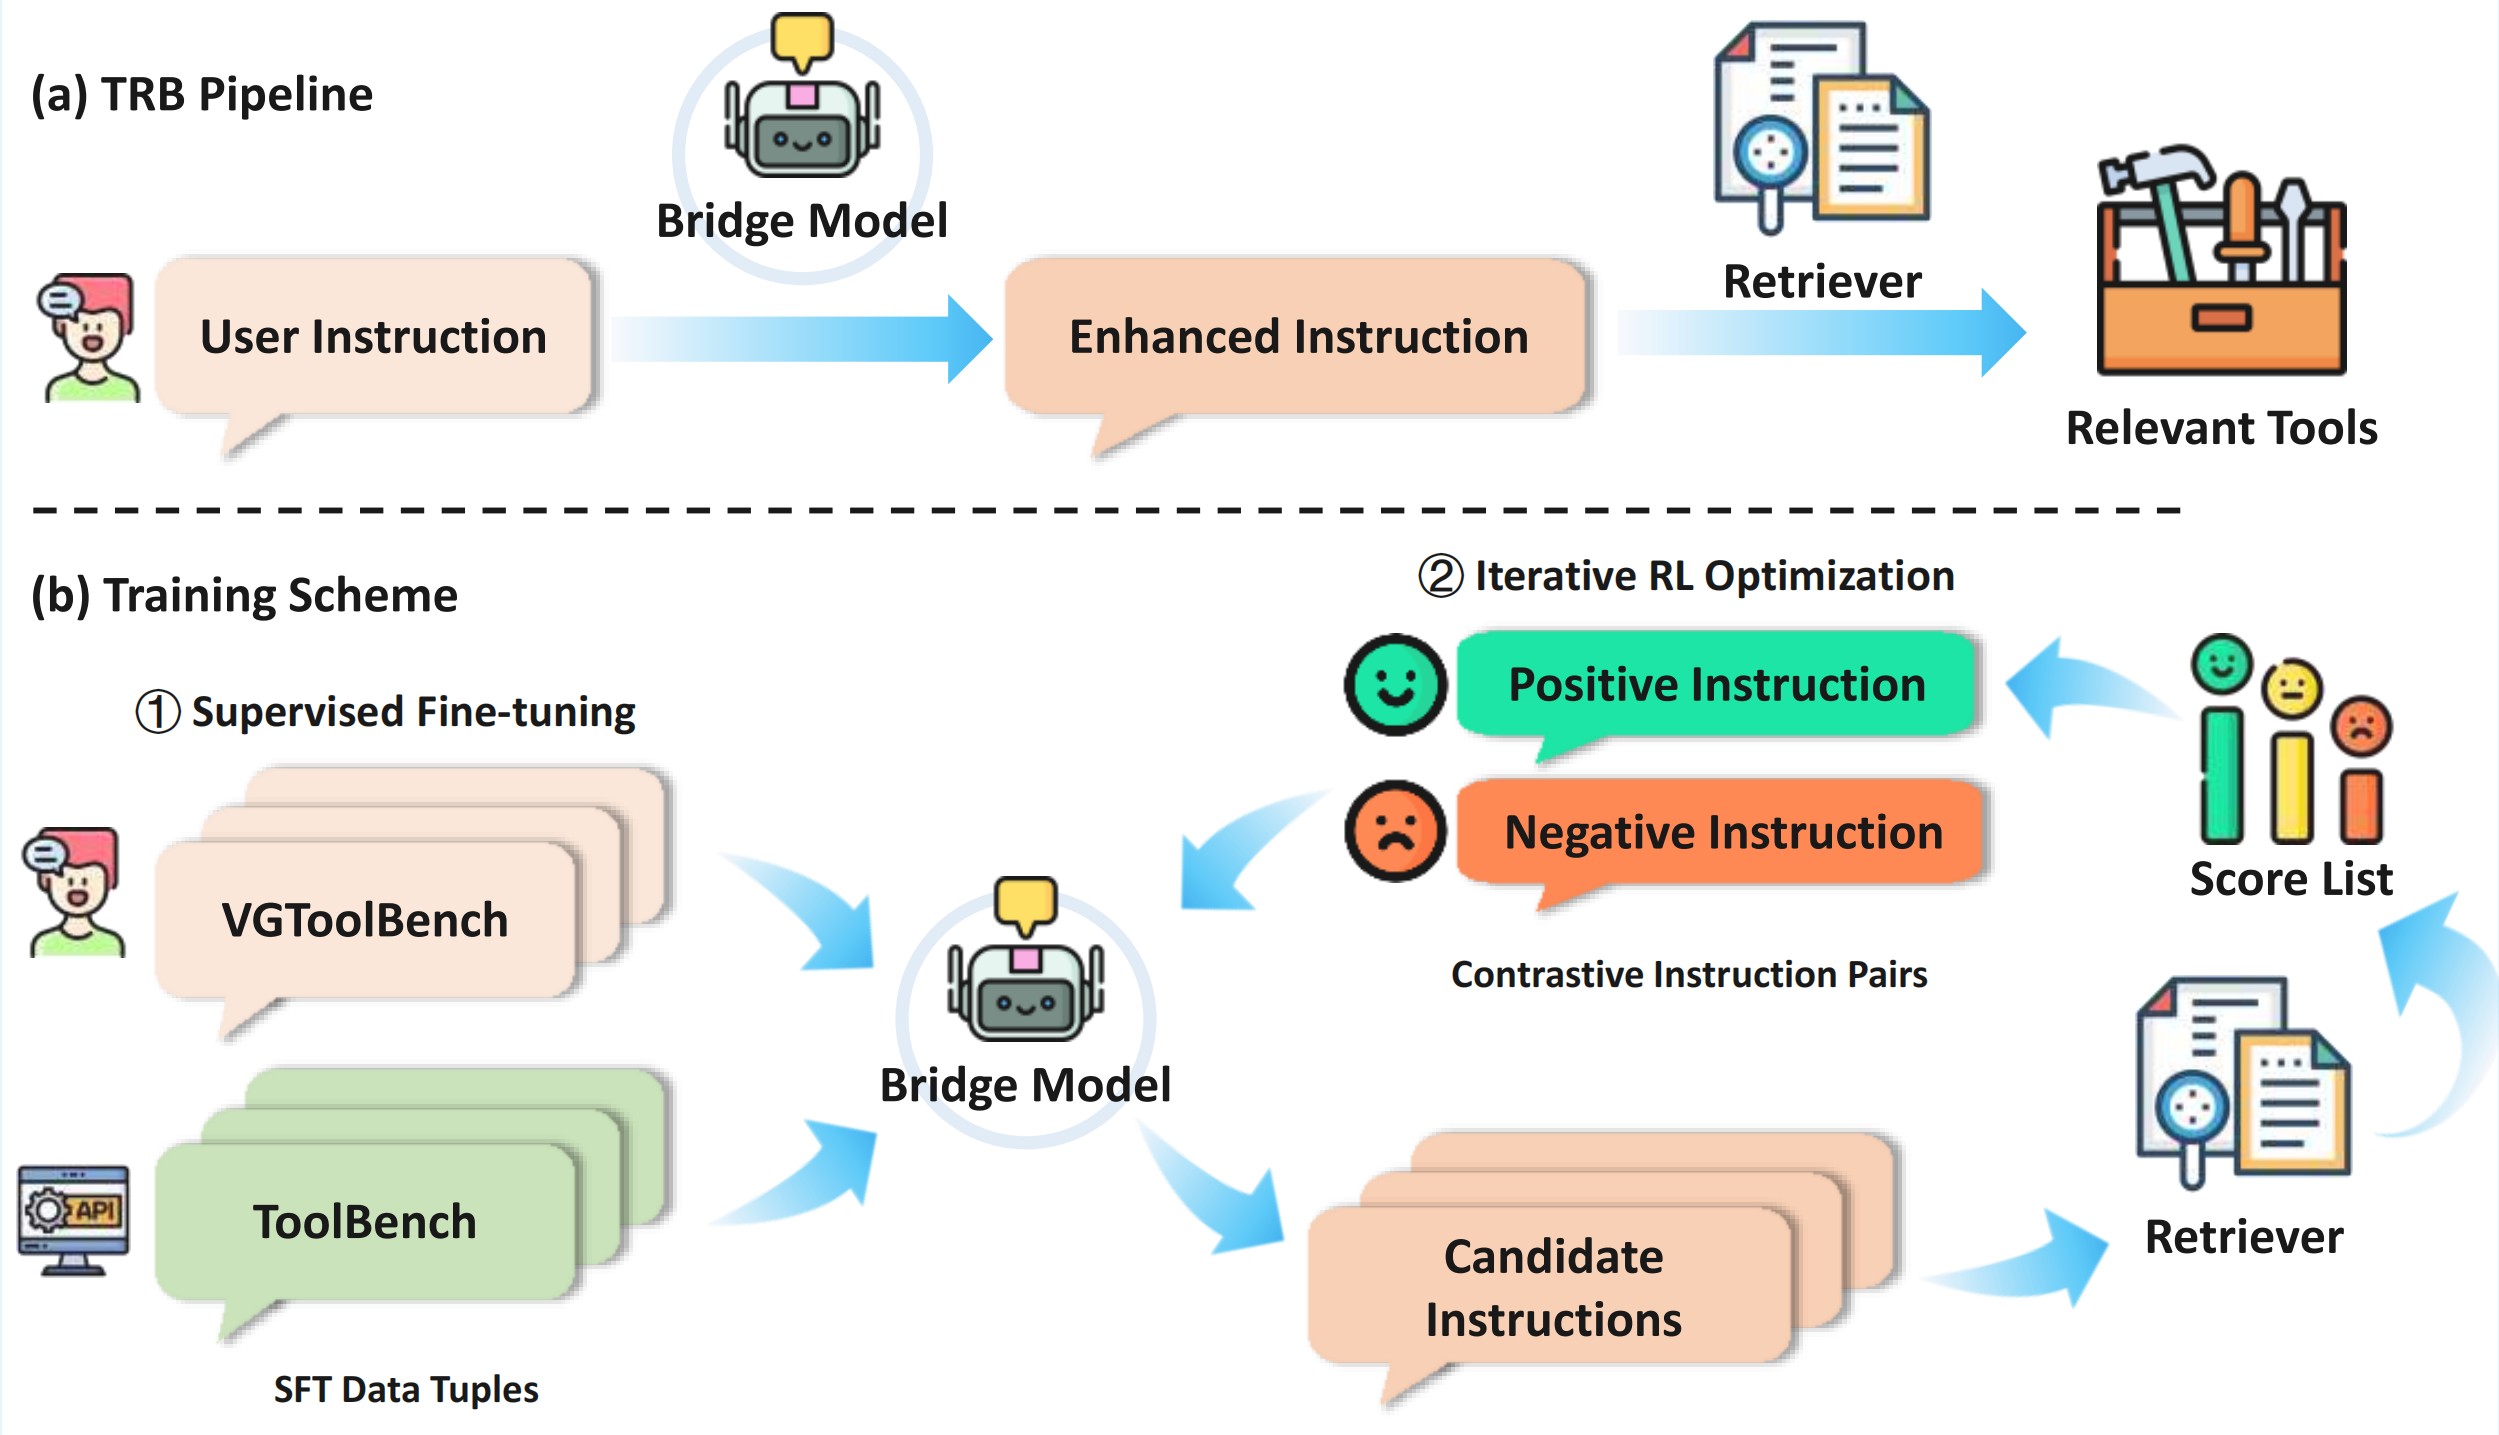 (a) TRB Pipeline
Bridge Model
Retriever
User Instruction
Enhanced Instruction
Relevant Tools
(b) Training Scheme
① Supervised Fine-tuning
VGToolBench
API
ToolBench
SFT Data Tuples
Bridge Model
② Iterative RL Optimization
Positive Instruction
Negative Instruction
Contrastive Instruction Pairs
Score List
Retriever
Candidate
Instructions